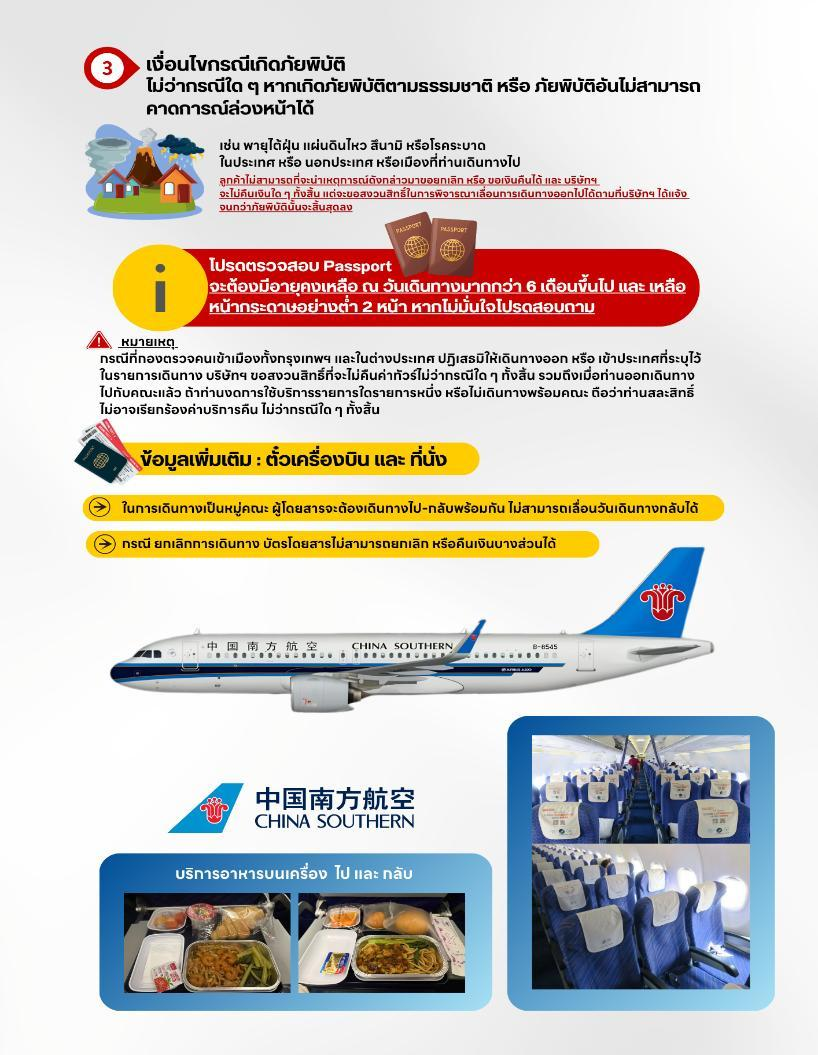 3
เงื่อนไขกรณีเกิดภัยพิบัติ
ไม่ว่ากรณีใด ๆ หากเกิดภัยพิบัติตามธรรมชาติ หรือ ภัยพิบัติอันไม่สามารถ
คาดการณ์ล่วงหน้าได้
เช่น พายุไต้ฝุ่น แผ่นดินไหว สึนามิ หรือโรคระบาด
ในประเทศ หรือ นอกประเทศ หรือเมืองที่ท่านเดินทางไป
ลูกค้าไม่สามารถที่จะนำเหตุการณ์ดังกล่าวมาขอยกเลิก หรือ ขอเงินคืนได้ และ บริษัทฯ
จะไม่คืนเงินใด ๆ ทั้งสิ้น แต่จะขอสงวนสิทธิ์ในการพิจารณาเลื่อนการเดินทางออกไปได้ตามที่บริษัทฯ ได้แจ้ง
จนกว่าภัยพิบัตินั้นจะสิ้นสุดลง
PASSPORT PASSPORT
i
โปรดตรวจสอบ Passport
จะต้องมีอายุคงเหลือ ณ วันเดินทางมากกว่า 6 เดือนขึ้นไป และ เหลือ
หน้ากระดาษอย่างต่ำ 2 หน้า หากไม่มั่นใจโปรดสอบถาม
หมายเหตุ
กรณีที่กองตรวจคนเข้าเมืองทั้งกรุงเทพฯ และในต่างประเทศ ปฏิเสธมิให้เดินทางออก หรือ เข้าประเทศที่ระบุไว้
ในรายการเดินทาง บริษัทฯ ขอสงวนสิทธิ์ที่จะไม่คืนค่าทัวร์ไม่ว่ากรณีใด ๆ ทั้งสิ้น รวมถึงเมื่อท่านออกเดินทาง
ไปกับคณะแล้ว ถ้าท่านงดการใช้บริการรายการใดรายการหนึ่ง หรือไม่เดินทางพร้อมคณะ ถือว่าท่านสละสิทธิ์
ไม่อาจเรียกร้องค่าบริการคืน ไม่ว่ากรณีใด ๆ ทั้งสิ้น
ข้อมูลเพิ่มเติม : ตั๋วเครื่องบิน และ ที่นั่ง
ในการเดินทางเป็นหมู่คณะ ผู้โดยสารจะต้องเดินทางไป-กลับพร้อมกัน ไม่สามารถเลื่อนวันเดินทางกลับได้
กรณี ยกเลิกการเดินทาง บัตรโดยสารไม่สามารถยกเลิก หรือคืนเงินบางส่วนได้
中国南方航空 CHINA SOUTHERN B-6545
AIRBUS A320
中国南方航空
CHINA SOUTHERN
บริการอาหารบนเครื่อง ไป และ กลับ